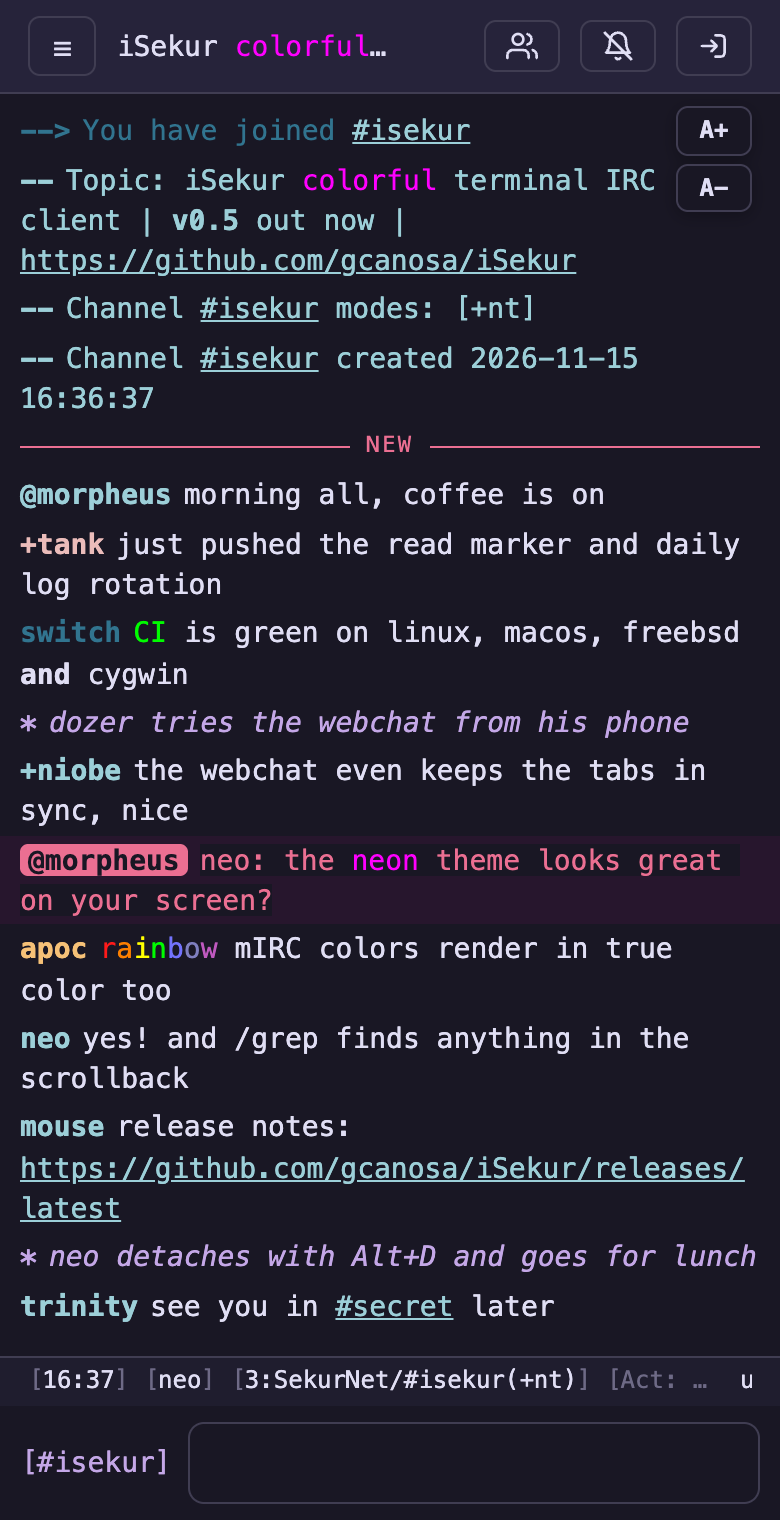 ≡ iSekur colorful…
--> You have joined #isekur
A+
-- Topic: iSekur colorful terminal IRC
A-
client | v0.5 out now |
https://github.com/gcanosa/iSekur
-- Channel #isekur modes: [+nt]
-- Channel #isekur created 2026-11-15
16:36:37
NEW
@morpheus morning all, coffee is on
+tank just pushed the read marker and daily
log rotation
switch CI is green on linux, macos, freebsd
and cygwin
* dozer tries the webchat from his phone
+niobe the webchat even keeps the tabs in
sync, nice
@morpheus neo: the neon theme looks great
on your screen?
apoc rainbow mIRC colors render in true
color too
neo yes! and /grep finds anything in the
scrollback
mouse release notes:
https://github.com/gcanosa/iSekur/releases/
latest
* neo detaches with Alt+D and goes for lunch
trinity see you in #secret later
[16:37] [neo] [3:SekurNet/#isekur(+nt)] [Act: … u
[#isekur]